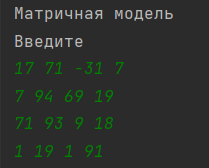 Матричная модель
Введите
17 71 -31 7
7 94 69 19
71 93 9 18
1 19 1 91